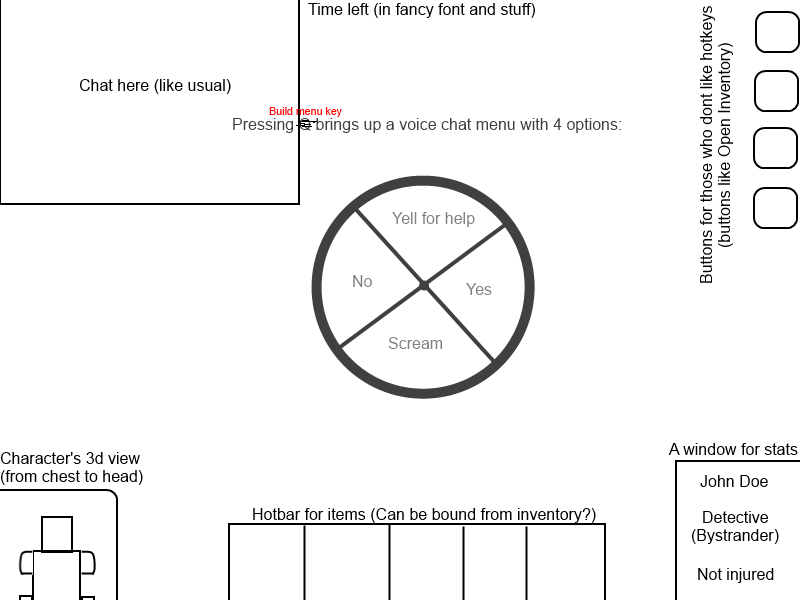 Time left (in fancy font and stuff)
Chat here (like usual)
Build menu key
Pressing brings up a voice chat menu with 4 options:
Yell for help
No
Yes
Scream
Buttons for those who dont like hotkeys
(buttons like Open Inventory)
Character's 3d view
(from chest to head)
Hotbar for items (Can be bound from inventory?)
A window for stats
John Doe
Detective
(Bystrander)
Not injured